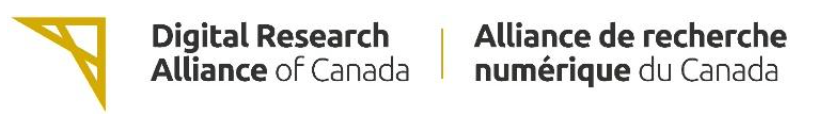 Digital Research
Alliance of Canada
Alliance de recherche
numérique du Canada